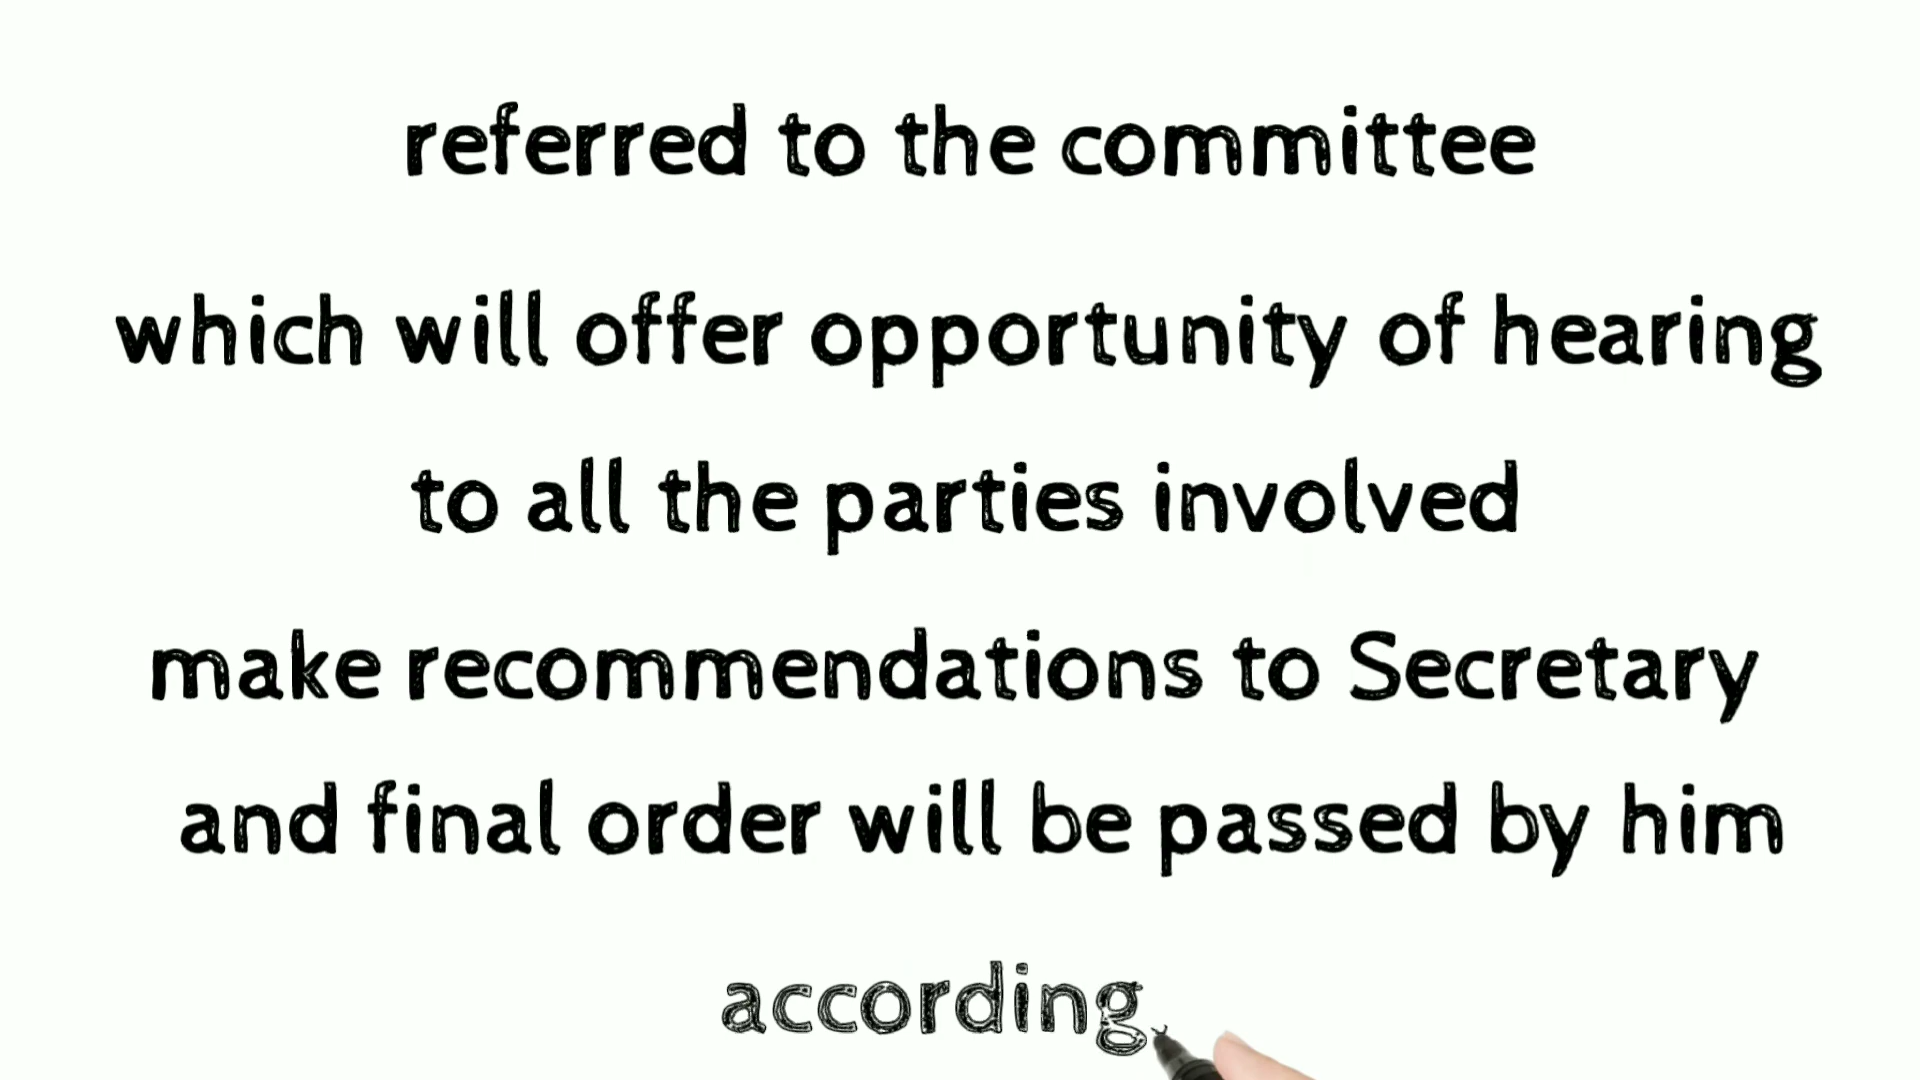 referred to the committee
which will offer opportunity of hearing
to all the parties involved
make recommendations to Secretary
and final order will be passed by him
according